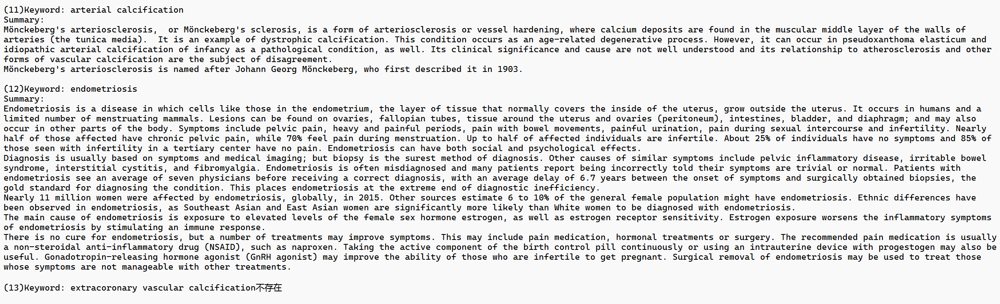 (11)Keyword: arterial calcification
Summary:
Mönckeberg's arteriosclerosis,  or Mönckeberg's sclerosis, is a form of arteriosclerosis or vessel hardening, where calcium deposits are found in the muscular middle layer of the walls of
arteries (the tunica media).  It is an example of dystrophic calcification. This condition occurs as an age-related degenerative process. However, it can occur in pseudoxanthoma elasticum and
idiopathic arterial calcification of infancy as a pathological condition, as well. Its clinical significance and cause are not well understood and its relationship to atherosclerosis and other
forms of vascular calcification are the subject of disagreement.
Mönckeberg's arteriosclerosis is named after Johann Georg Mönckeberg, who first described it in 1903.

(12)Keyword: endometriosis
Summary:
Endometriosis is a disease in which cells like those in the endometrium, the layer of tissue that normally covers the inside of the uterus, grow outside the uterus. It occurs in humans and a
limited number of menstruating mammals. Lesions can be found on ovaries, fallopian tubes, tissue around the uterus and ovaries (peritoneum), intestines, bladder, and diaphragm; and may also
occur in other parts of the body. Symptoms include pelvic pain, heavy and painful periods, pain with bowel movements, painful urination, pain during sexual intercourse and infertility. Nearly
half of those affected have chronic pelvic pain, while 70% feel pain during menstruation. Up to half of affected individuals are infertile. About 25% of individuals have no symptoms and 85% of
those seen with infertility in a tertiary center have no pain. Endometriosis can have both social and psychological effects.
Diagnosis is usually based on symptoms and medical imaging; but biopsy is the surest method of diagnosis. Other causes of similar symptoms include pelvic inflammatory disease, irritable bowel
syndrome, interstitial cystitis, and fibromyalgia. Endometriosis is often misdiagnosed and many patients report being incorrectly told their symptoms are trivial or normal. Patients with
endometriosis see an average of seven physicians before receiving a correct diagnosis, with an average delay of 6.7 years between the onset of symptoms and surgically obtained biopsies, the
gold standard for diagnosing the condition. This places endometriosis at the extreme end of diagnostic inefficiency.
Nearly 11 million women were affected by endometriosis, globally, in 2015. Other sources estimate 6 to 10% of the general female population might have endometriosis. Ethnic differences have
been observed in endometriosis, as Southeast Asian and East Asian women are significantly more likely than White women to be diagnosed with endometriosis.
The main cause of endometriosis is exposure to elevated levels of the female sex hormone estrogen, as well as estrogen receptor sensitivity. Estrogen exposure worsens the inflammatory symptoms
of endometriosis by stimulating an immune response.
There is no cure for endometriosis, but a number of treatments may improve symptoms. This may include pain medication, hormonal treatments or surgery. The recommended pain medication is usually
a non-steroidal anti-inflammatory drug (NSAID), such as naproxen. Taking the active component of the birth control pill continuously or using an intrauterine device with progestogen may also be
useful. Gonadotropin-releasing hormone agonist (GnRH agonist) may improve the ability of those who are infertile to get pregnant. Surgical removal of endometriosis may be used to treat those
whose symptoms are not manageable with other treatments.

(13)Keyword: extracoronary vascular calcification不存在